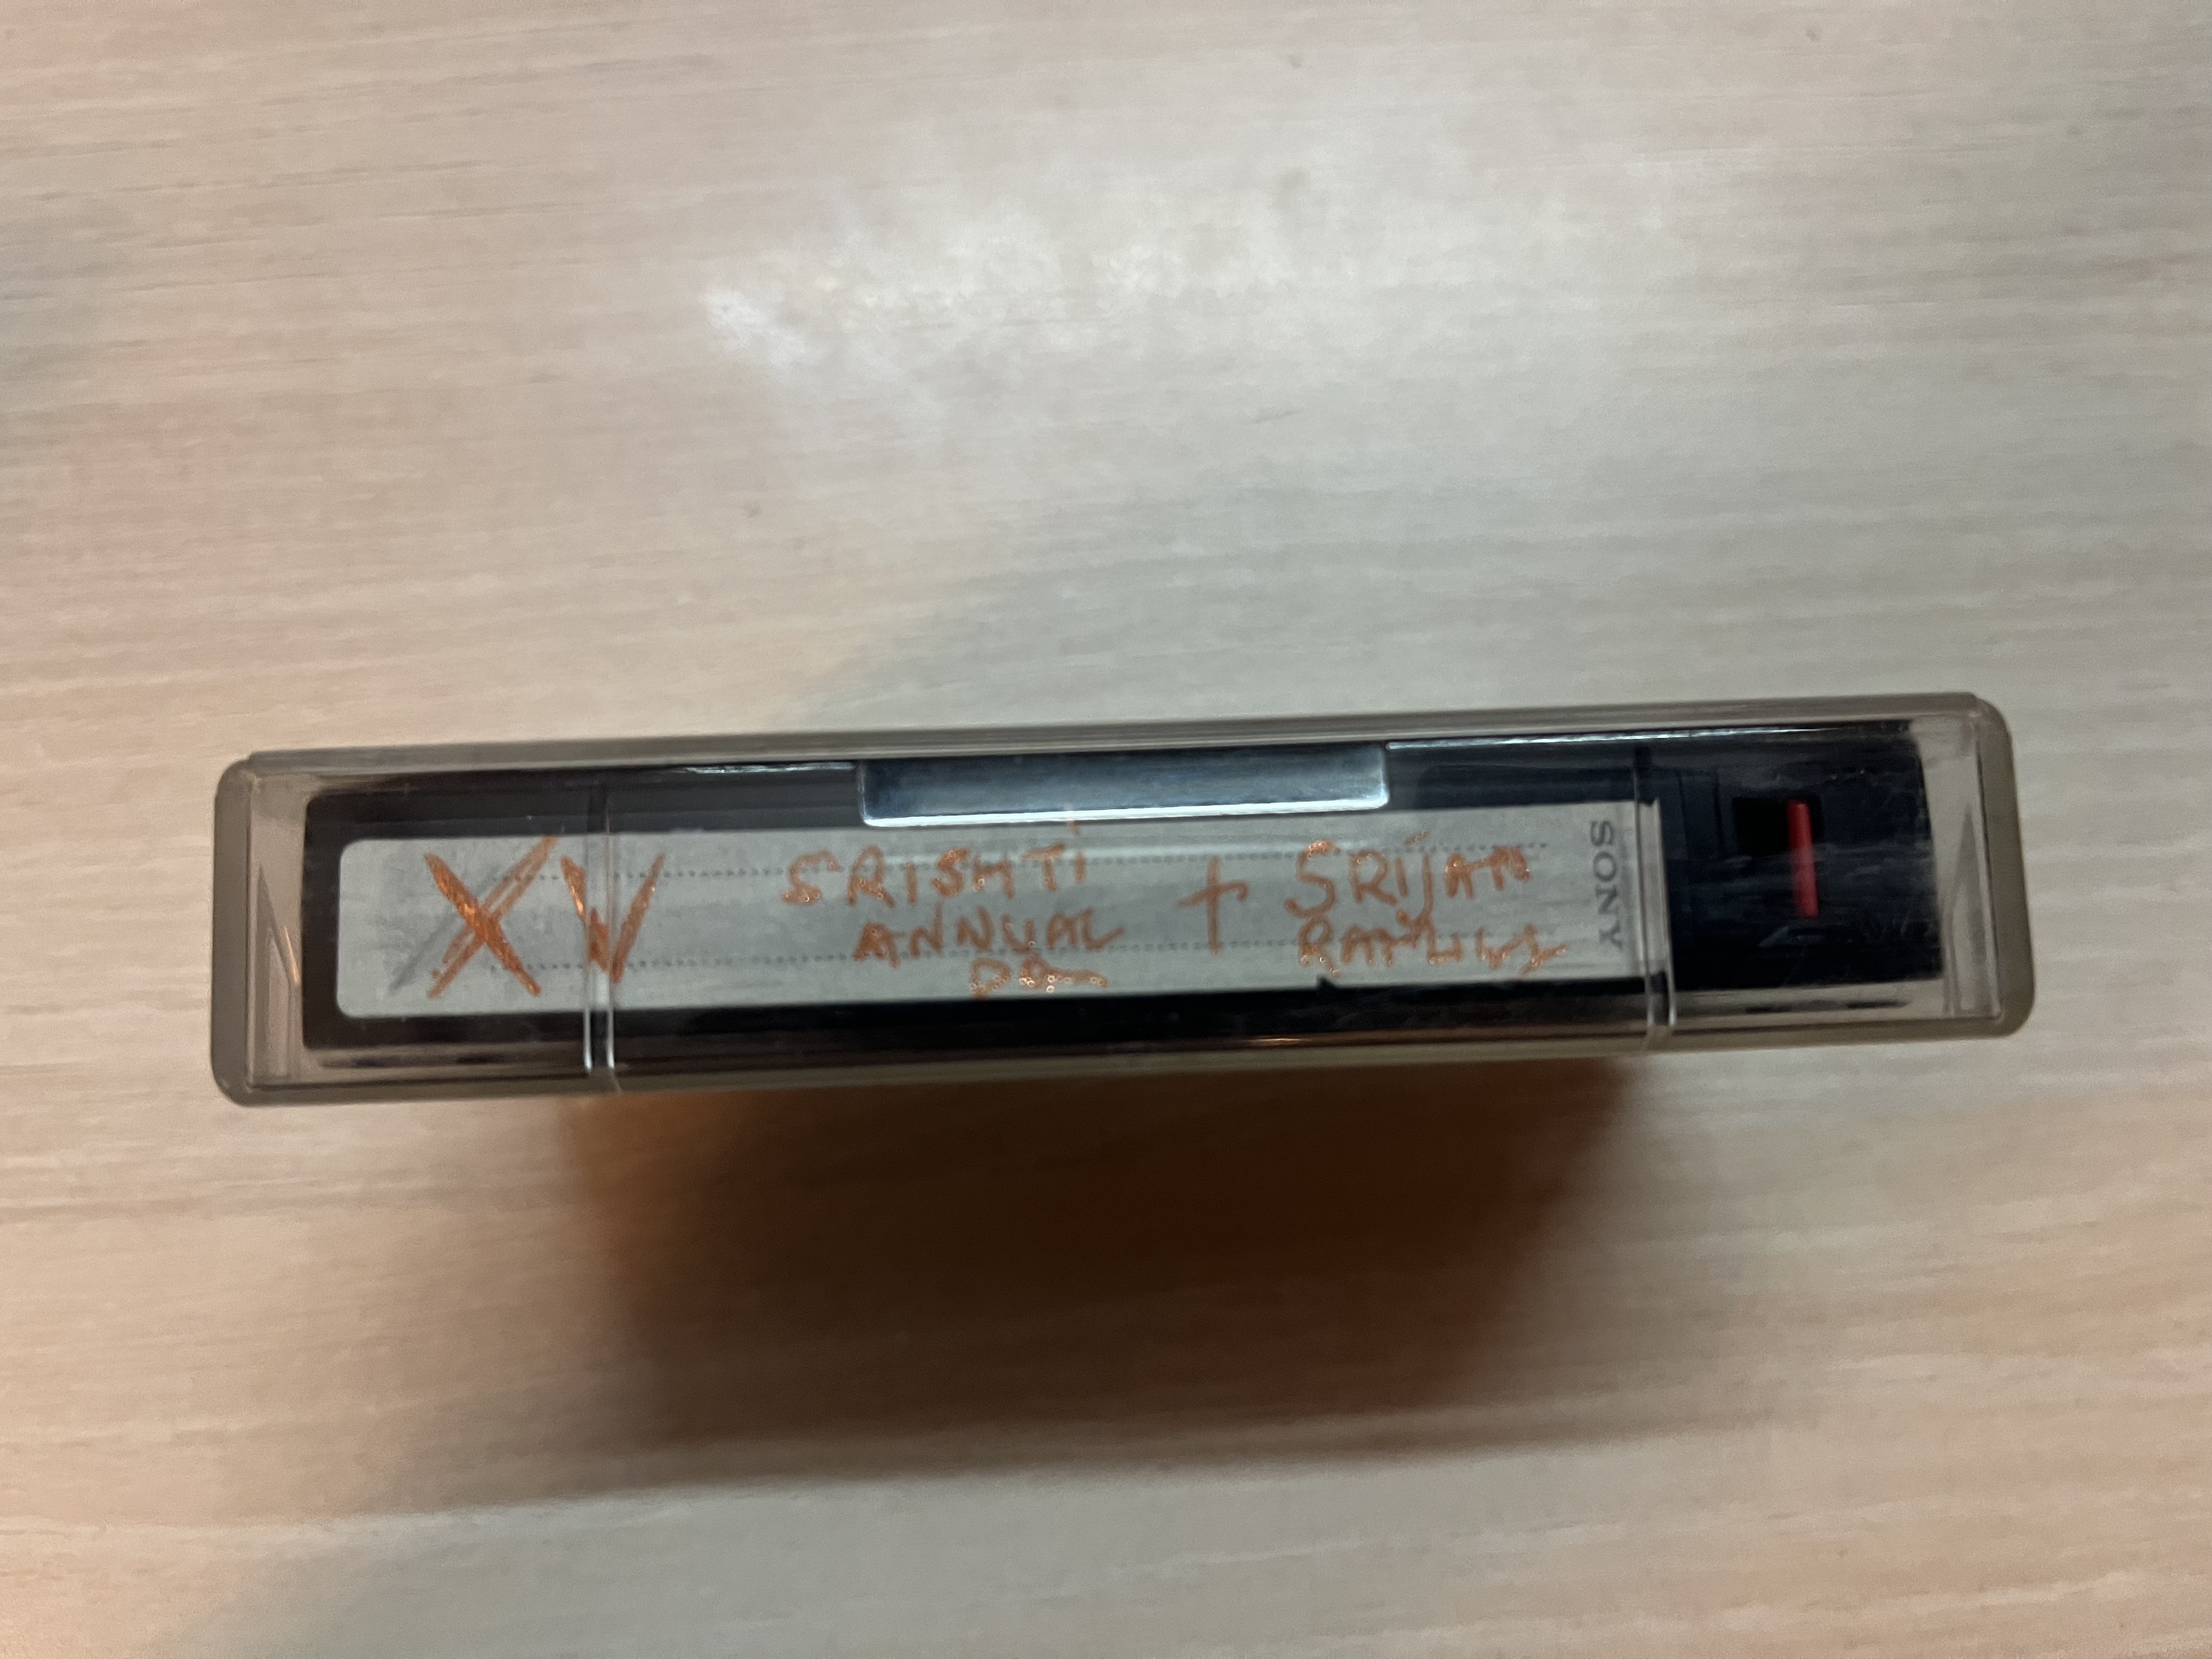 XV
SRISHTI
ANNUAL
+
SRIJAN
SONY